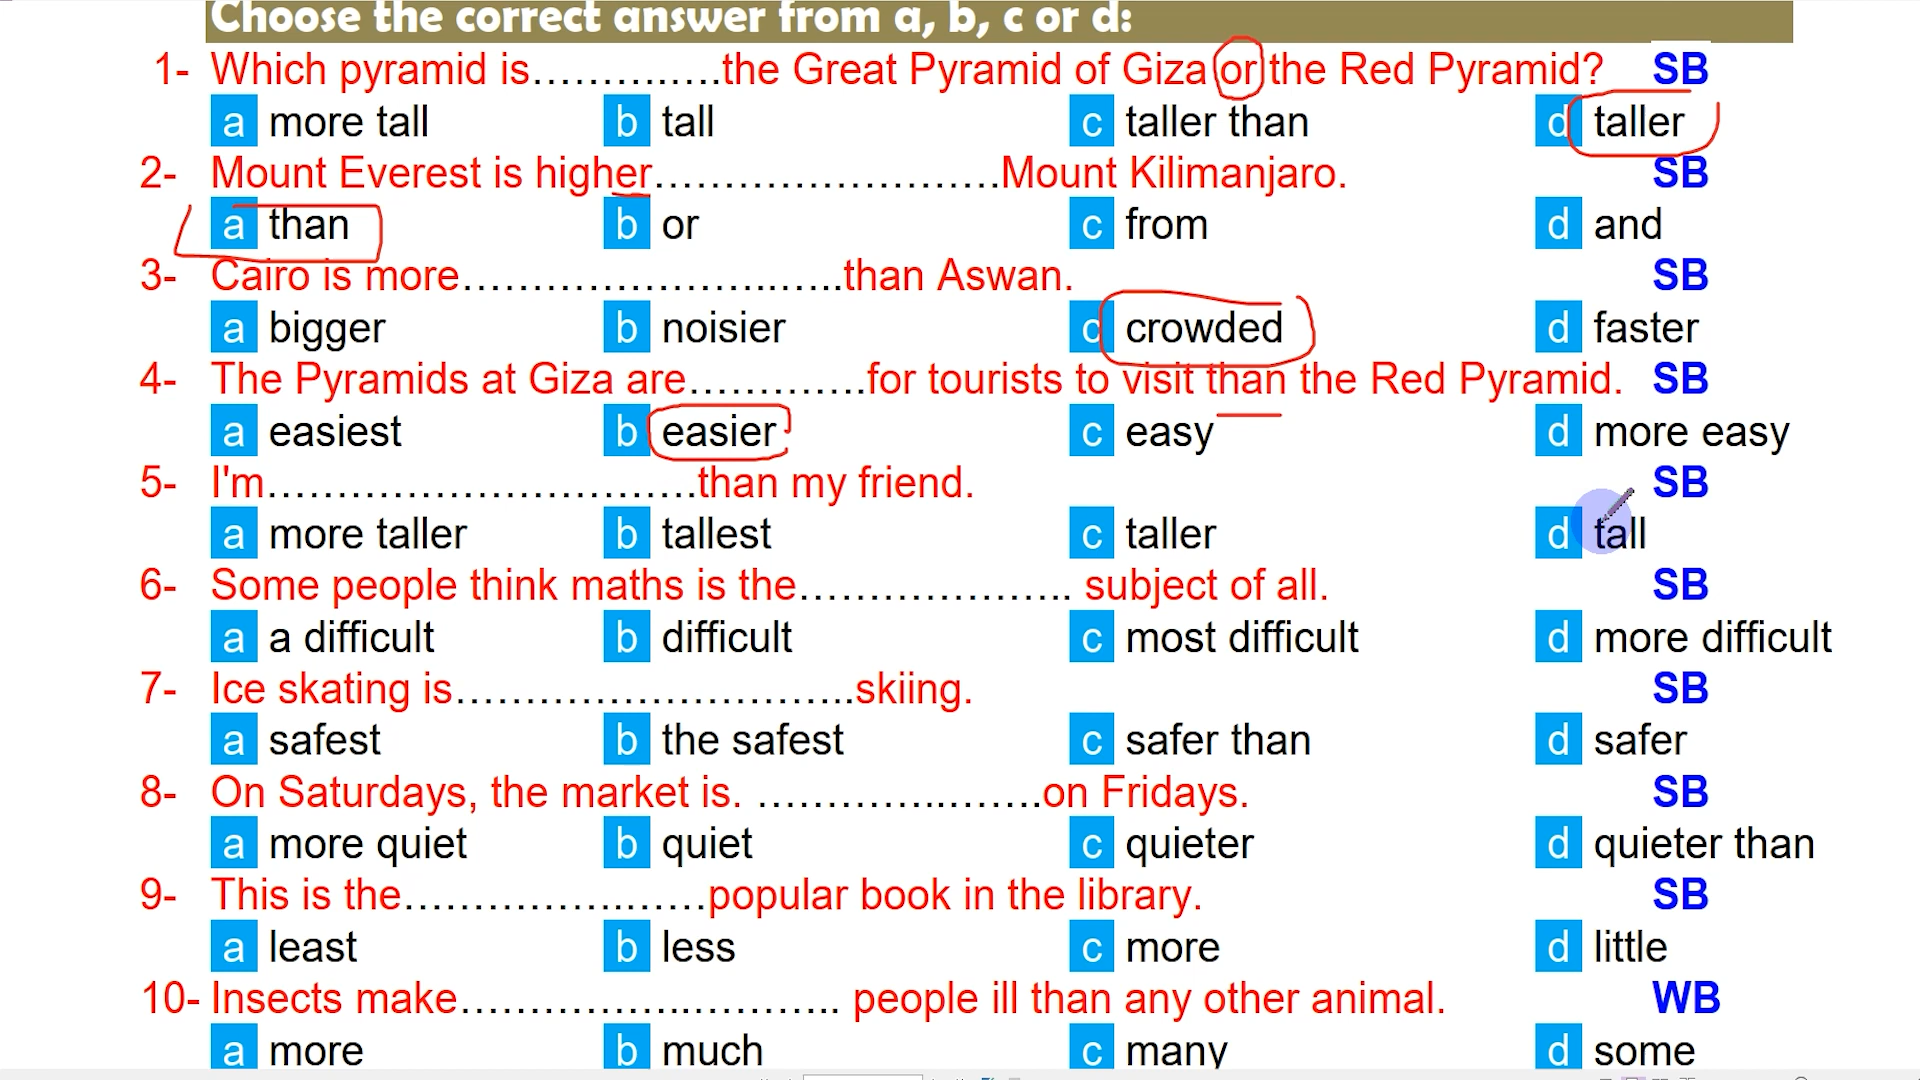 Choose the correct answer from a, b, c or d:
1- Which pyramid is……….…..the Great Pyramid of Giza or the Red Pyramid? SB
a more tall b tall c taller than d taller
2- Mount Everest is higher…………………….Mount Kilimanjaro. SB
a than b or c from d and
3- Cairo is more………………….…...than Aswan. SB
a bigger b noisier c crowded d faster
4- The Pyramids at Giza are………….for tourists to visit than the Red Pyramid. SB
a easiest b easier c easy d more easy
5- I'm………………………….than my friend. SB
a more taller b tallest c taller d tall
6- Some people think maths is the……………….. subject of all. SB
a a difficult b difficult c most difficult d more difficult
7- Ice skating is………………………..skiing. SB
a safest b the safest c safer than d safer
8- On Saturdays, the market is. …………..…….on Fridays. SB
a more quiet b quiet c quieter d quieter than
9- This is the…………….……popular book in the library. SB
a least b less c more d little
10- Insects make……………..……….. people ill than any other animal. WB
a more b much c many d some